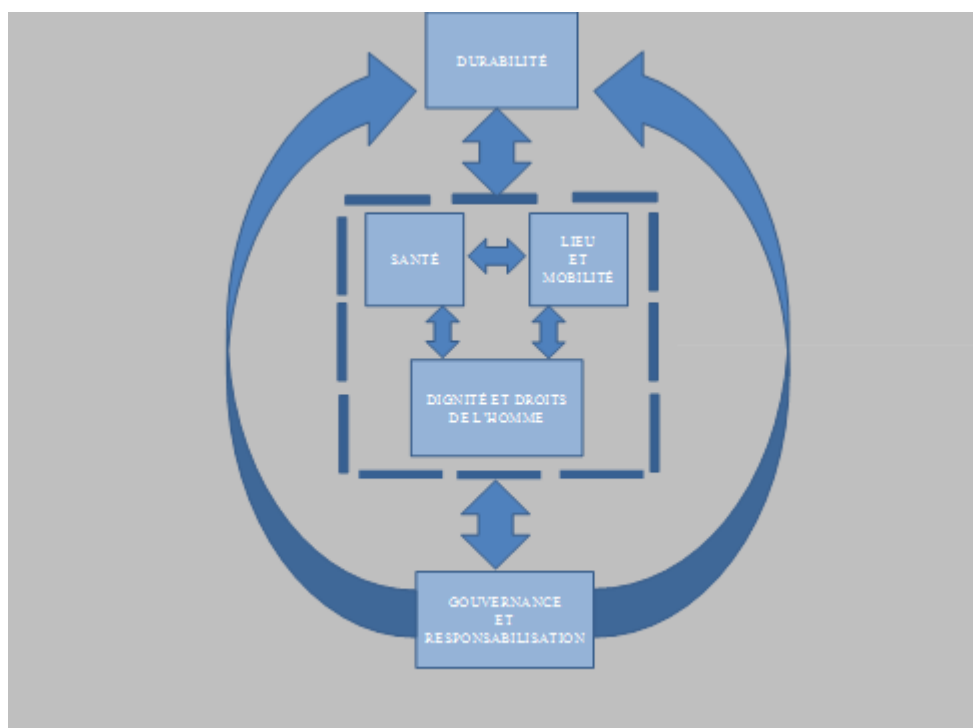 DURABILITÉ
SANTÉ
LIEU
ET
MOBILITÉ
DIGNITÉ ET DROITS
DE L'HOMME
GOUVERNANCE
ET
RESPONSABILISATION